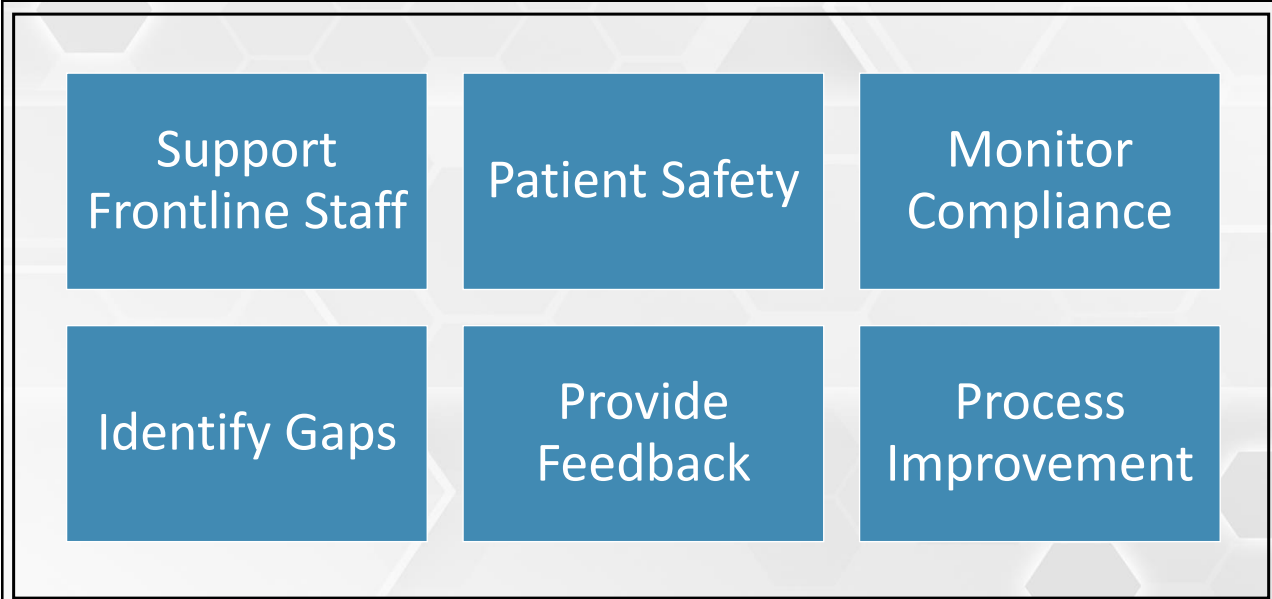 Support
Frontline Staff
Patient Safety
Monitor
Compliance
Identify Gaps
Provide
Feedback
Process
Improvement